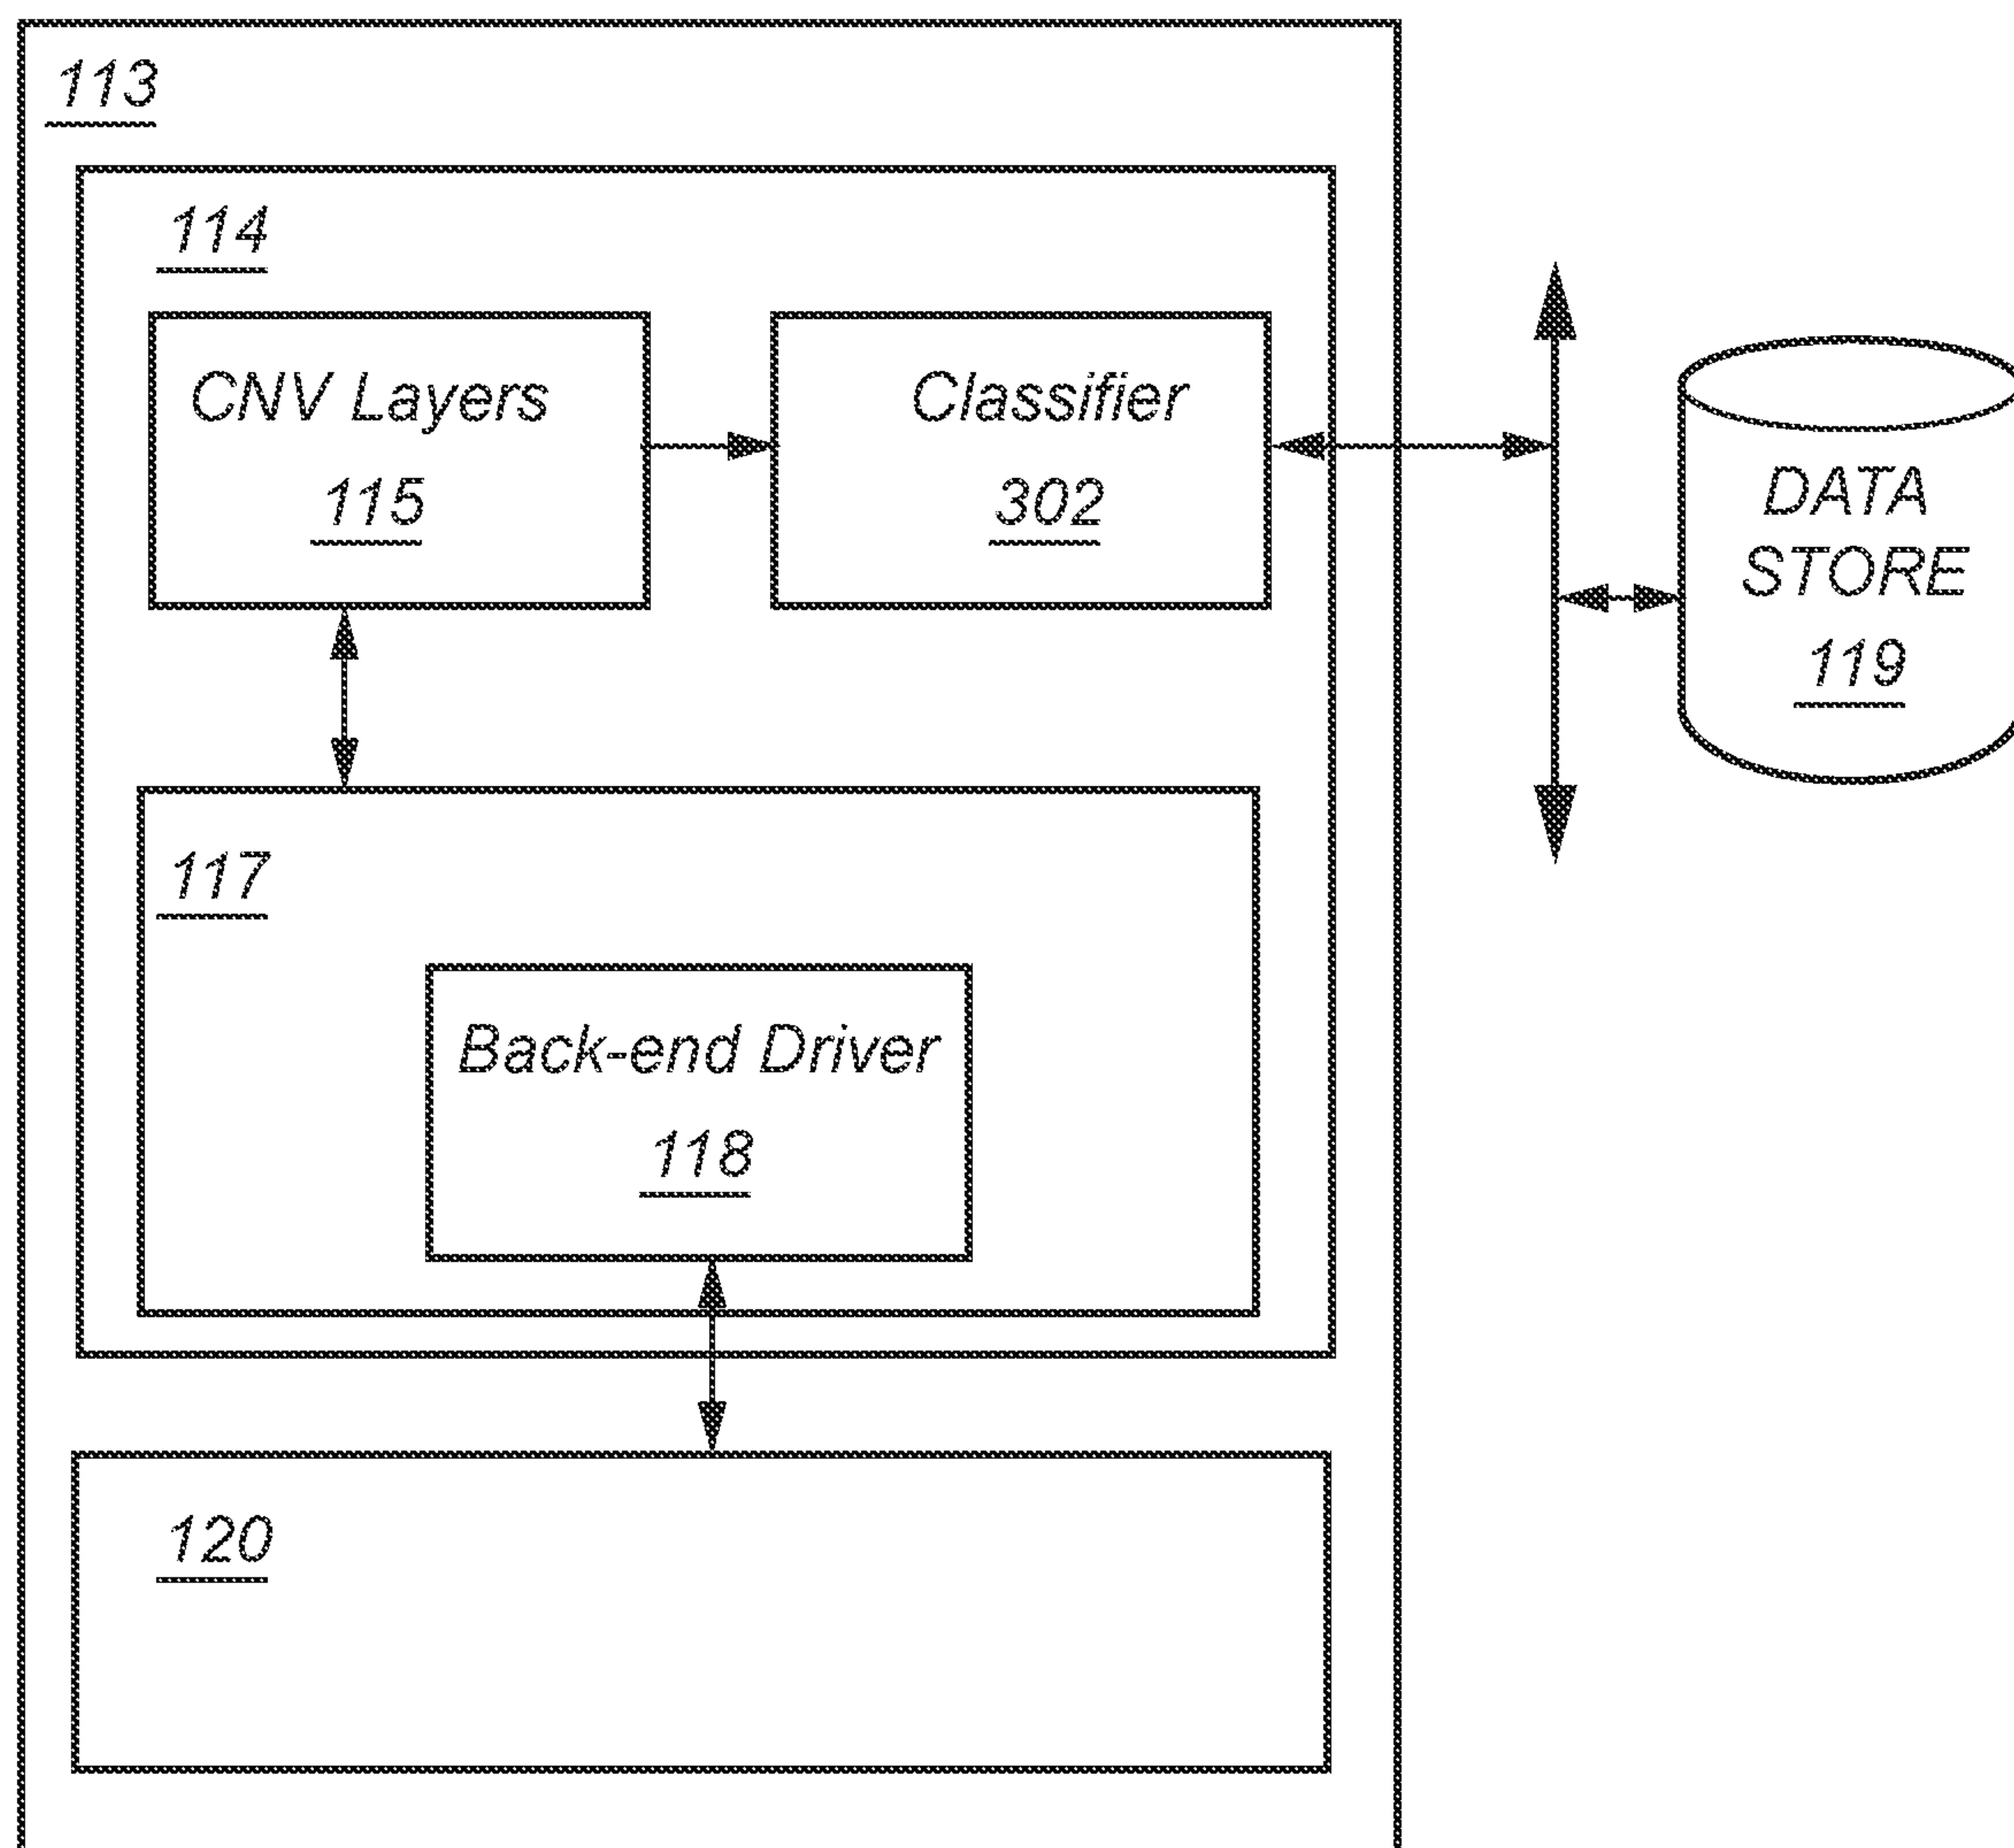 113
114
CNV Layers
115
Classifier
302
DATA
STORE
119
117
Back-end Driver
118
120